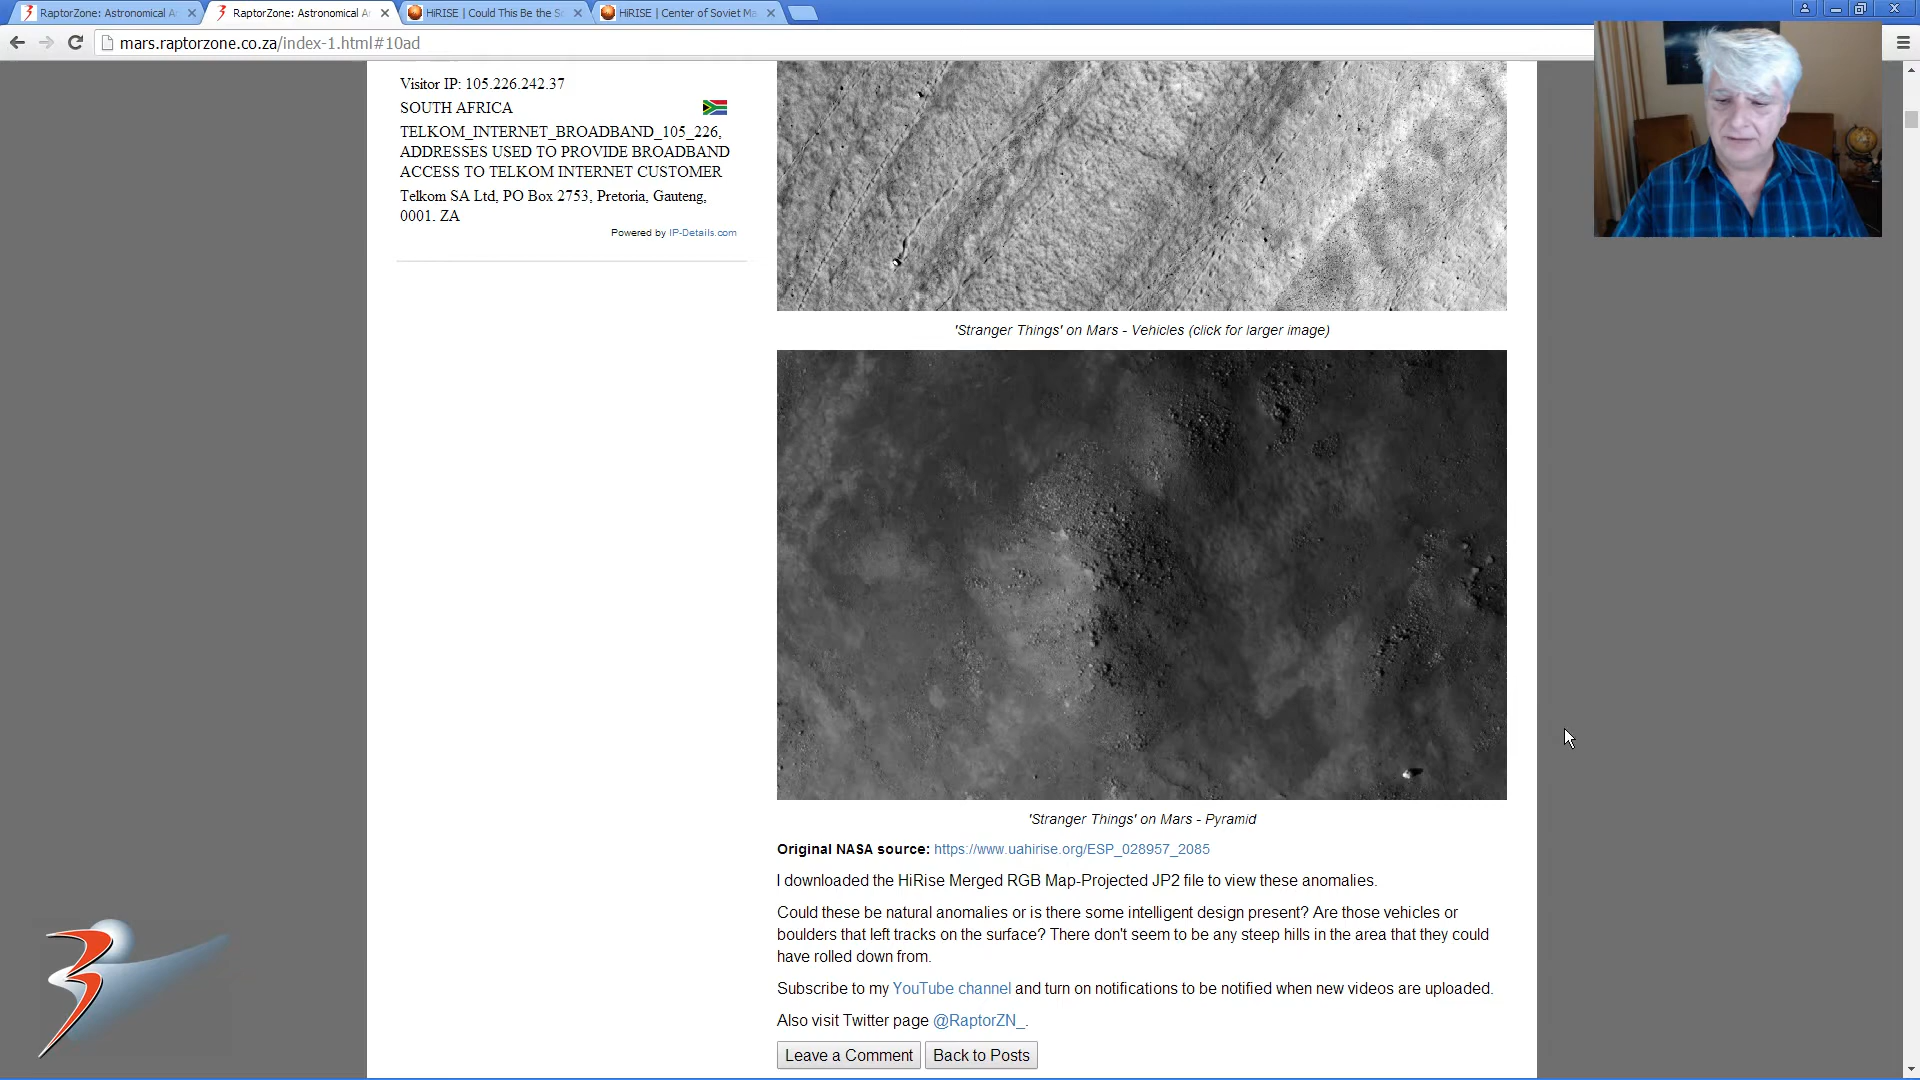 RaptorZone: Astronomical A
RaptorZone: Astronomical A
HiRISE | Could This Be the S
HiRISE | Center of Soviet Ma
mars.raptorzone.co.za/index-1.html#10ad
Visitor IP: 105.226.242.37
SOUTH AFRICA
TELKOM_INTERNET_BROADBAND_105_226,
ADDRESSES USED TO PROVIDE BROADBAND
ACCESS TO TELKOM INTERNET CUSTOMER
Telkom SA Ltd, PO Box 2753, Pretoria, Gauteng,
0001. ZA
Powered by IP-Details.com
'Stranger Things' on Mars - Vehicles (click for larger image)
'Stranger Things' on Mars - Pyramid
Original NASA source: https://www.uahirise.org/ESP_028957_2085
I downloaded the HiRise Merged RGB Map-Projected JP2 file to view these anomalies.
Could these be natural anomalies or is there some intelligent design present? Are those vehicles or
boulders that left tracks on the surface? There don't seem to be any steep hills in the area that they could
have rolled down from.
Subscribe to my YouTube channel and turn on notifications to be notified when new videos are uploaded.
Also visit Twitter page @RaptorZN_.
Leave a Comment
Back to Posts